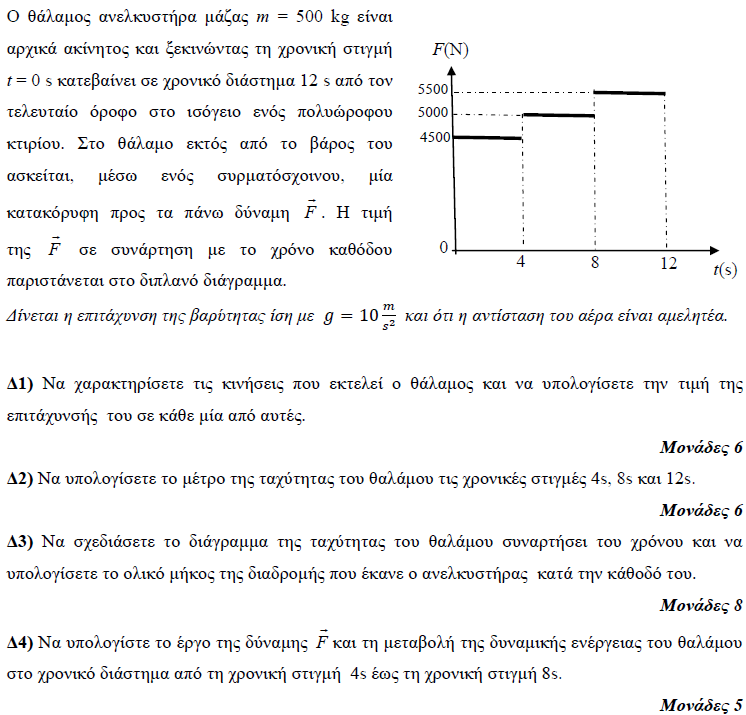 Ο θάλαμος ανελκυστήρα μάζας m = 500 kg είναι
αρχικά ακίνητος και ξεκινώντας τη χρονική στιγμή
t = 0 s κατεβαίνει σε χρονικό διάστημα 12 s από τον
τελευταίο όροφο στο ισόγειο ενός πολυώροφου
κτιρίου. Στο θάλαμο εκτός από το βάρος του
ασκείται, μέσω ενός συρματόσχοινου, μία
κατακόρυφη προς τα πάνω δύναμη F⃗ . Η τιμή
της F⃗ σε συνάρτηση με το χρόνο καθόδου
παριστάνεται στο διπλανό διάγραμμα.
F(N)
5500
5000
4500
0
4 8 12
t(s)
Δίνεται η επιτάχυνση της βαρύτητας ίση με g = 10 m/s² και ότι η αντίσταση του αέρα είναι αμελητέα.
Δ1) Να χαρακτηρίσετε τις κινήσεις που εκτελεί ο θάλαμος και να υπολογίσετε την τιμή της
επιτάχυνσής του σε κάθε μία από αυτές.
Μονάδες 6
Δ2) Να υπολογίσετε το μέτρο της ταχύτητας του θαλάμου τις χρονικές στιγμές 4s, 8s και 12s.
Μονάδες 6
Δ3) Να σχεδιάσετε το διάγραμμα της ταχύτητας του θαλάμου συναρτήσει του χρόνου και να
υπολογίσετε το ολικό μήκος της διαδρομής που έκανε ο ανελκυστήρας κατά την κάθοδό του.
Μονάδες 8
Δ4) Να υπολογίστε το έργο της δύναμης F⃗ και τη μεταβολή της δυναμικής ενέργειας του θαλάμου
στο χρονικό διάστημα από τη χρονική στιγμή 4s έως τη χρονική στιγμή 8s.
Μονάδες 5